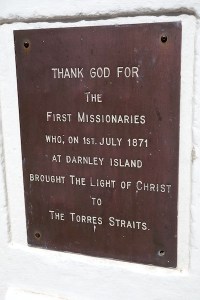 THANK GOD FOR
THE
FIRST MISSIONARIES
WHO, ON 1ST. JULY 1871
AT DARNLEY ISLAND
BROUGHT THE LIGHT OF CHRIST
TO
THE TORRES STRAITS.